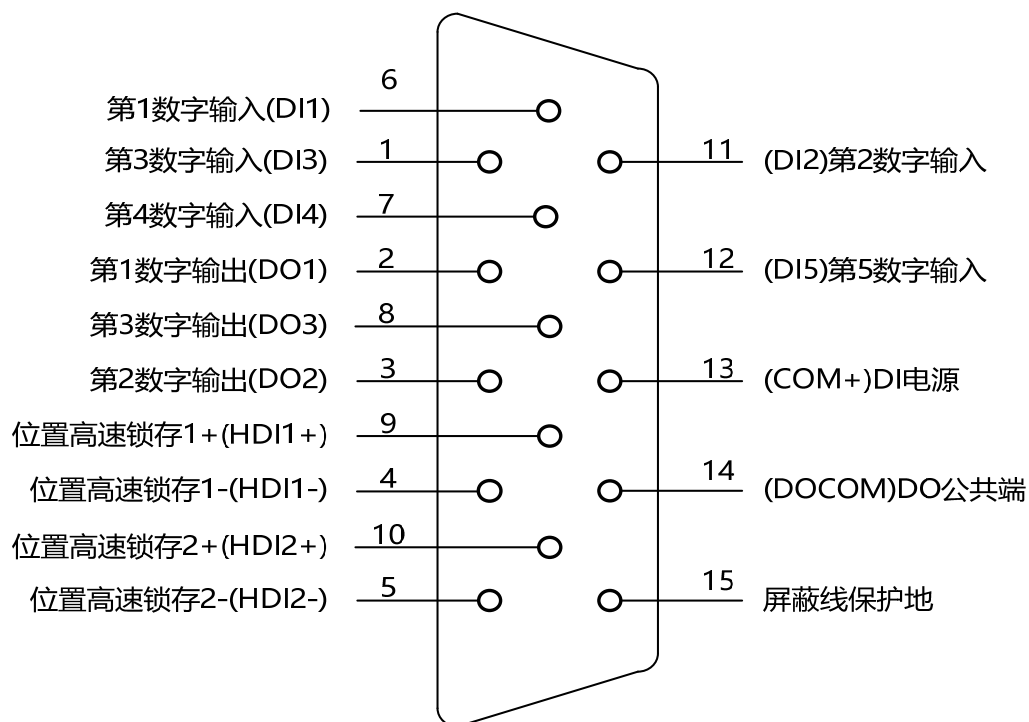 第1数字输入(DI1) 6
第3数字输入(DI3) 1 11 (DI2)第2数字输入
第4数字输入(DI4) 7
第1数字输出(DO1) 2 12 (DI5)第5数字输入
第3数字输出(DO3) 8
第2数字输出(DO2) 3 13 (COM+)DI电源
位置高速锁存1+(HDI1+) 9
位置高速锁存1-(HDI1-) 4 14 (DOCOM)DO公共端
位置高速锁存2+(HDI2+) 10
位置高速锁存2-(HDI2-) 5 15 屏蔽线保护地